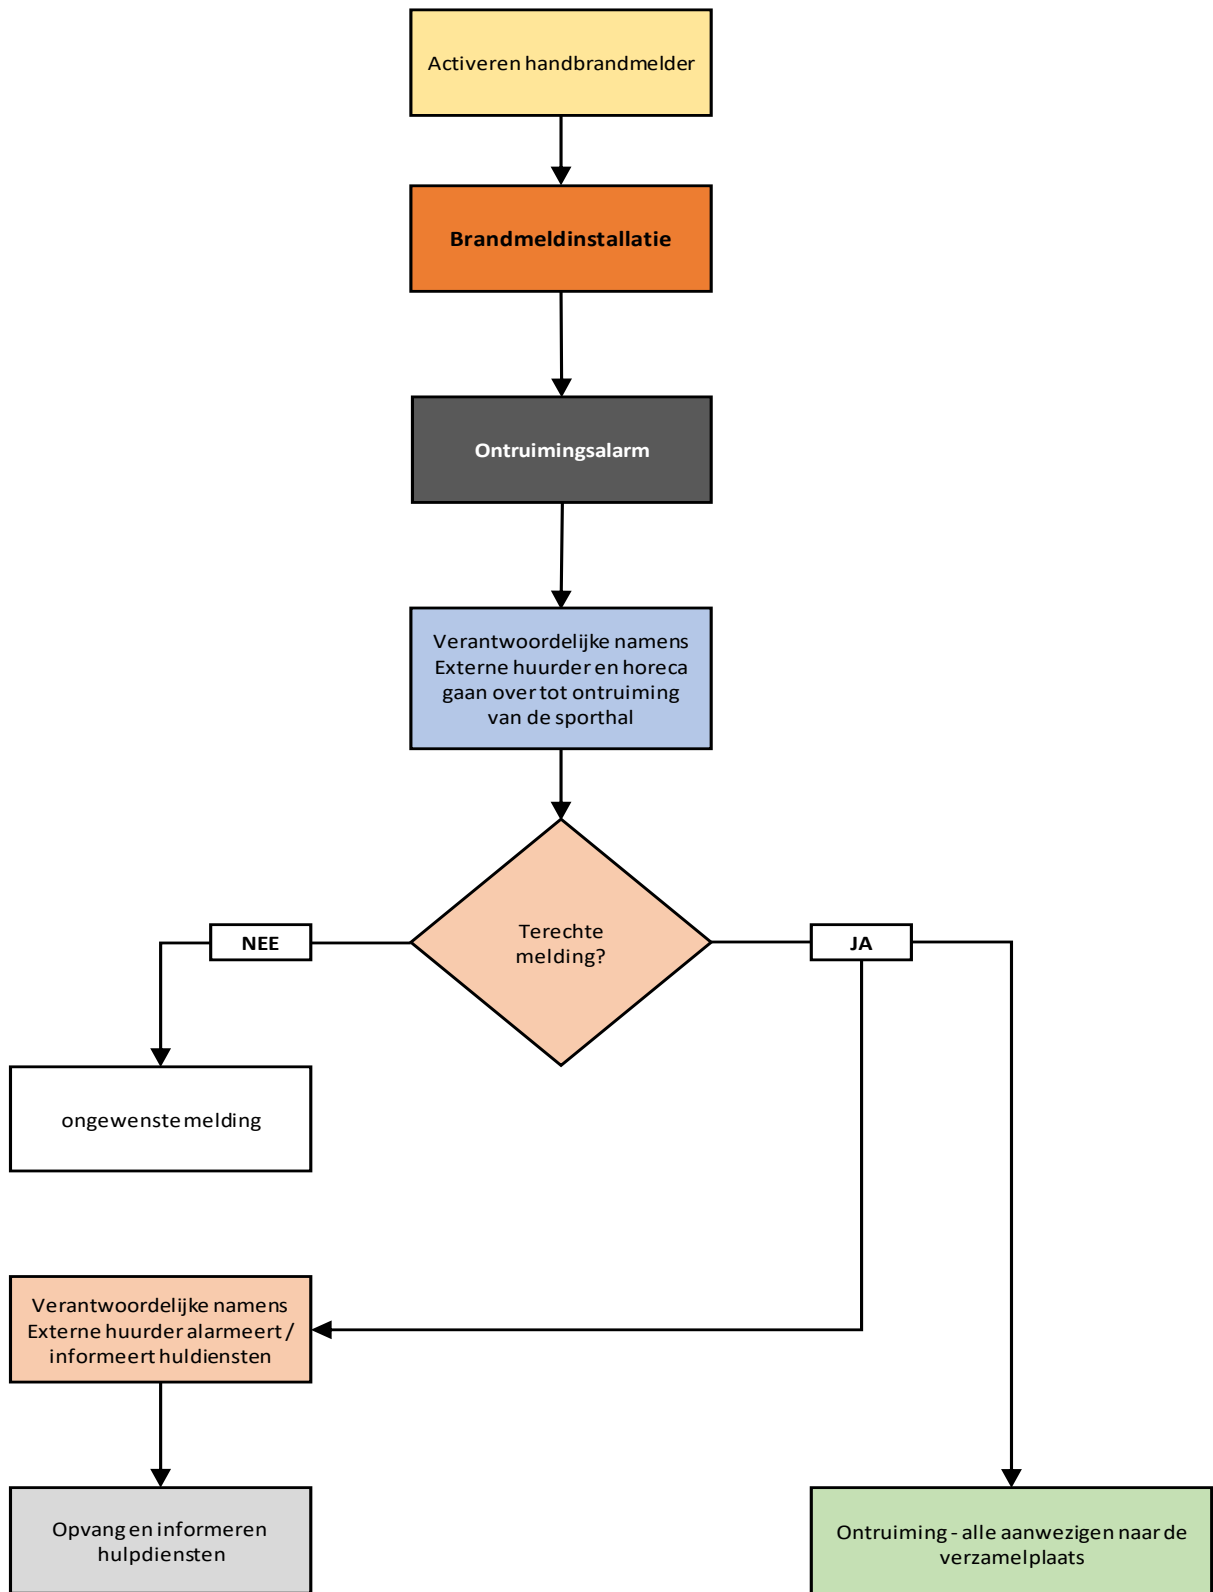 Activeren handbrandmelder
Brandmeldinstallatie
Ontruimingsalarm
Verantwoordelijke namens
Externe huurder en horeca
gaan over tot ontruiming
van de sporthal
Terechte
melding?
NEE
JA
ongewenste melding
Verantwoordelijke namens
Externe huurder alarmeert /
informeert huldiensten
Opvang en informeren
hulpdiensten
Ontruiming - alle aanwezigen naar de
verzamelplaats